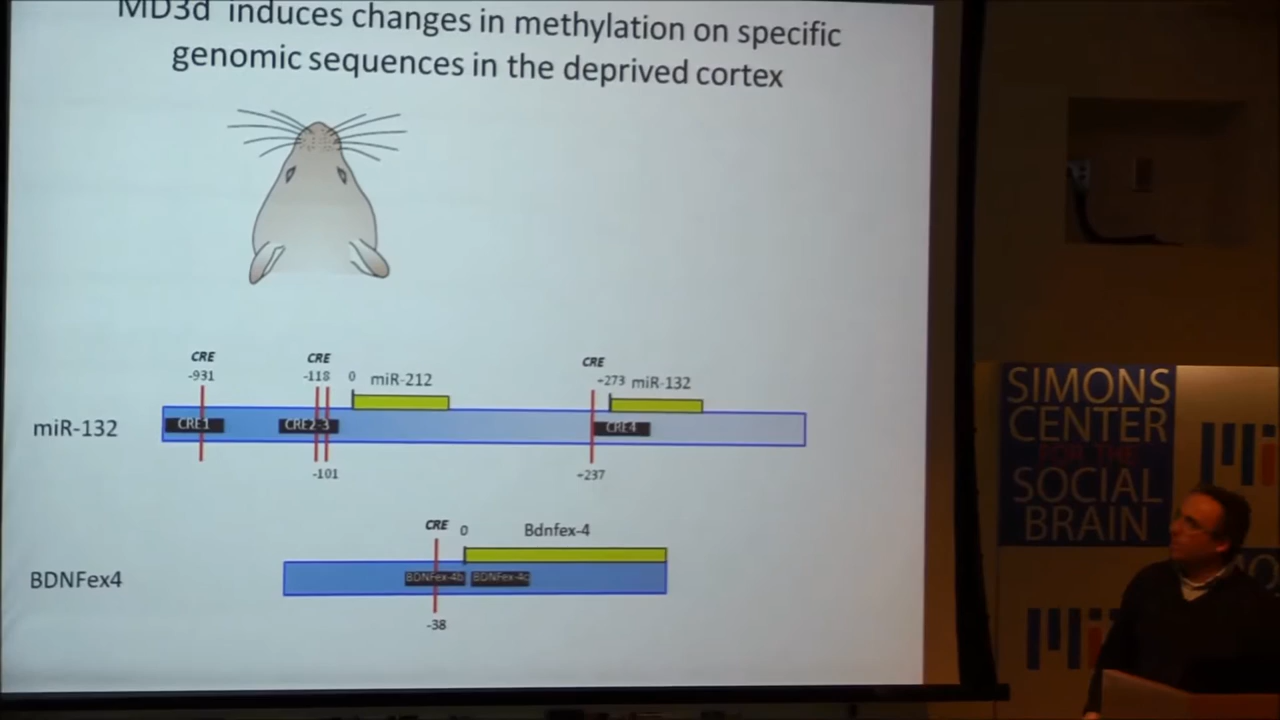 MD3d induces changes in methylation on specific
genomic sequences in the deprived cortex
CRE CRE CRE
-931 -118 0 miR-212 +273 miR-132
miR-132 CRE1 CRE2-3 CRE4
-101 +237
CRE 0 Bdnfex-4
BDNFex4 BDNFex-4b BDNFex-4c
-38
SIMONS
CENTER
FOR THE
SOCIAL
BRAIN